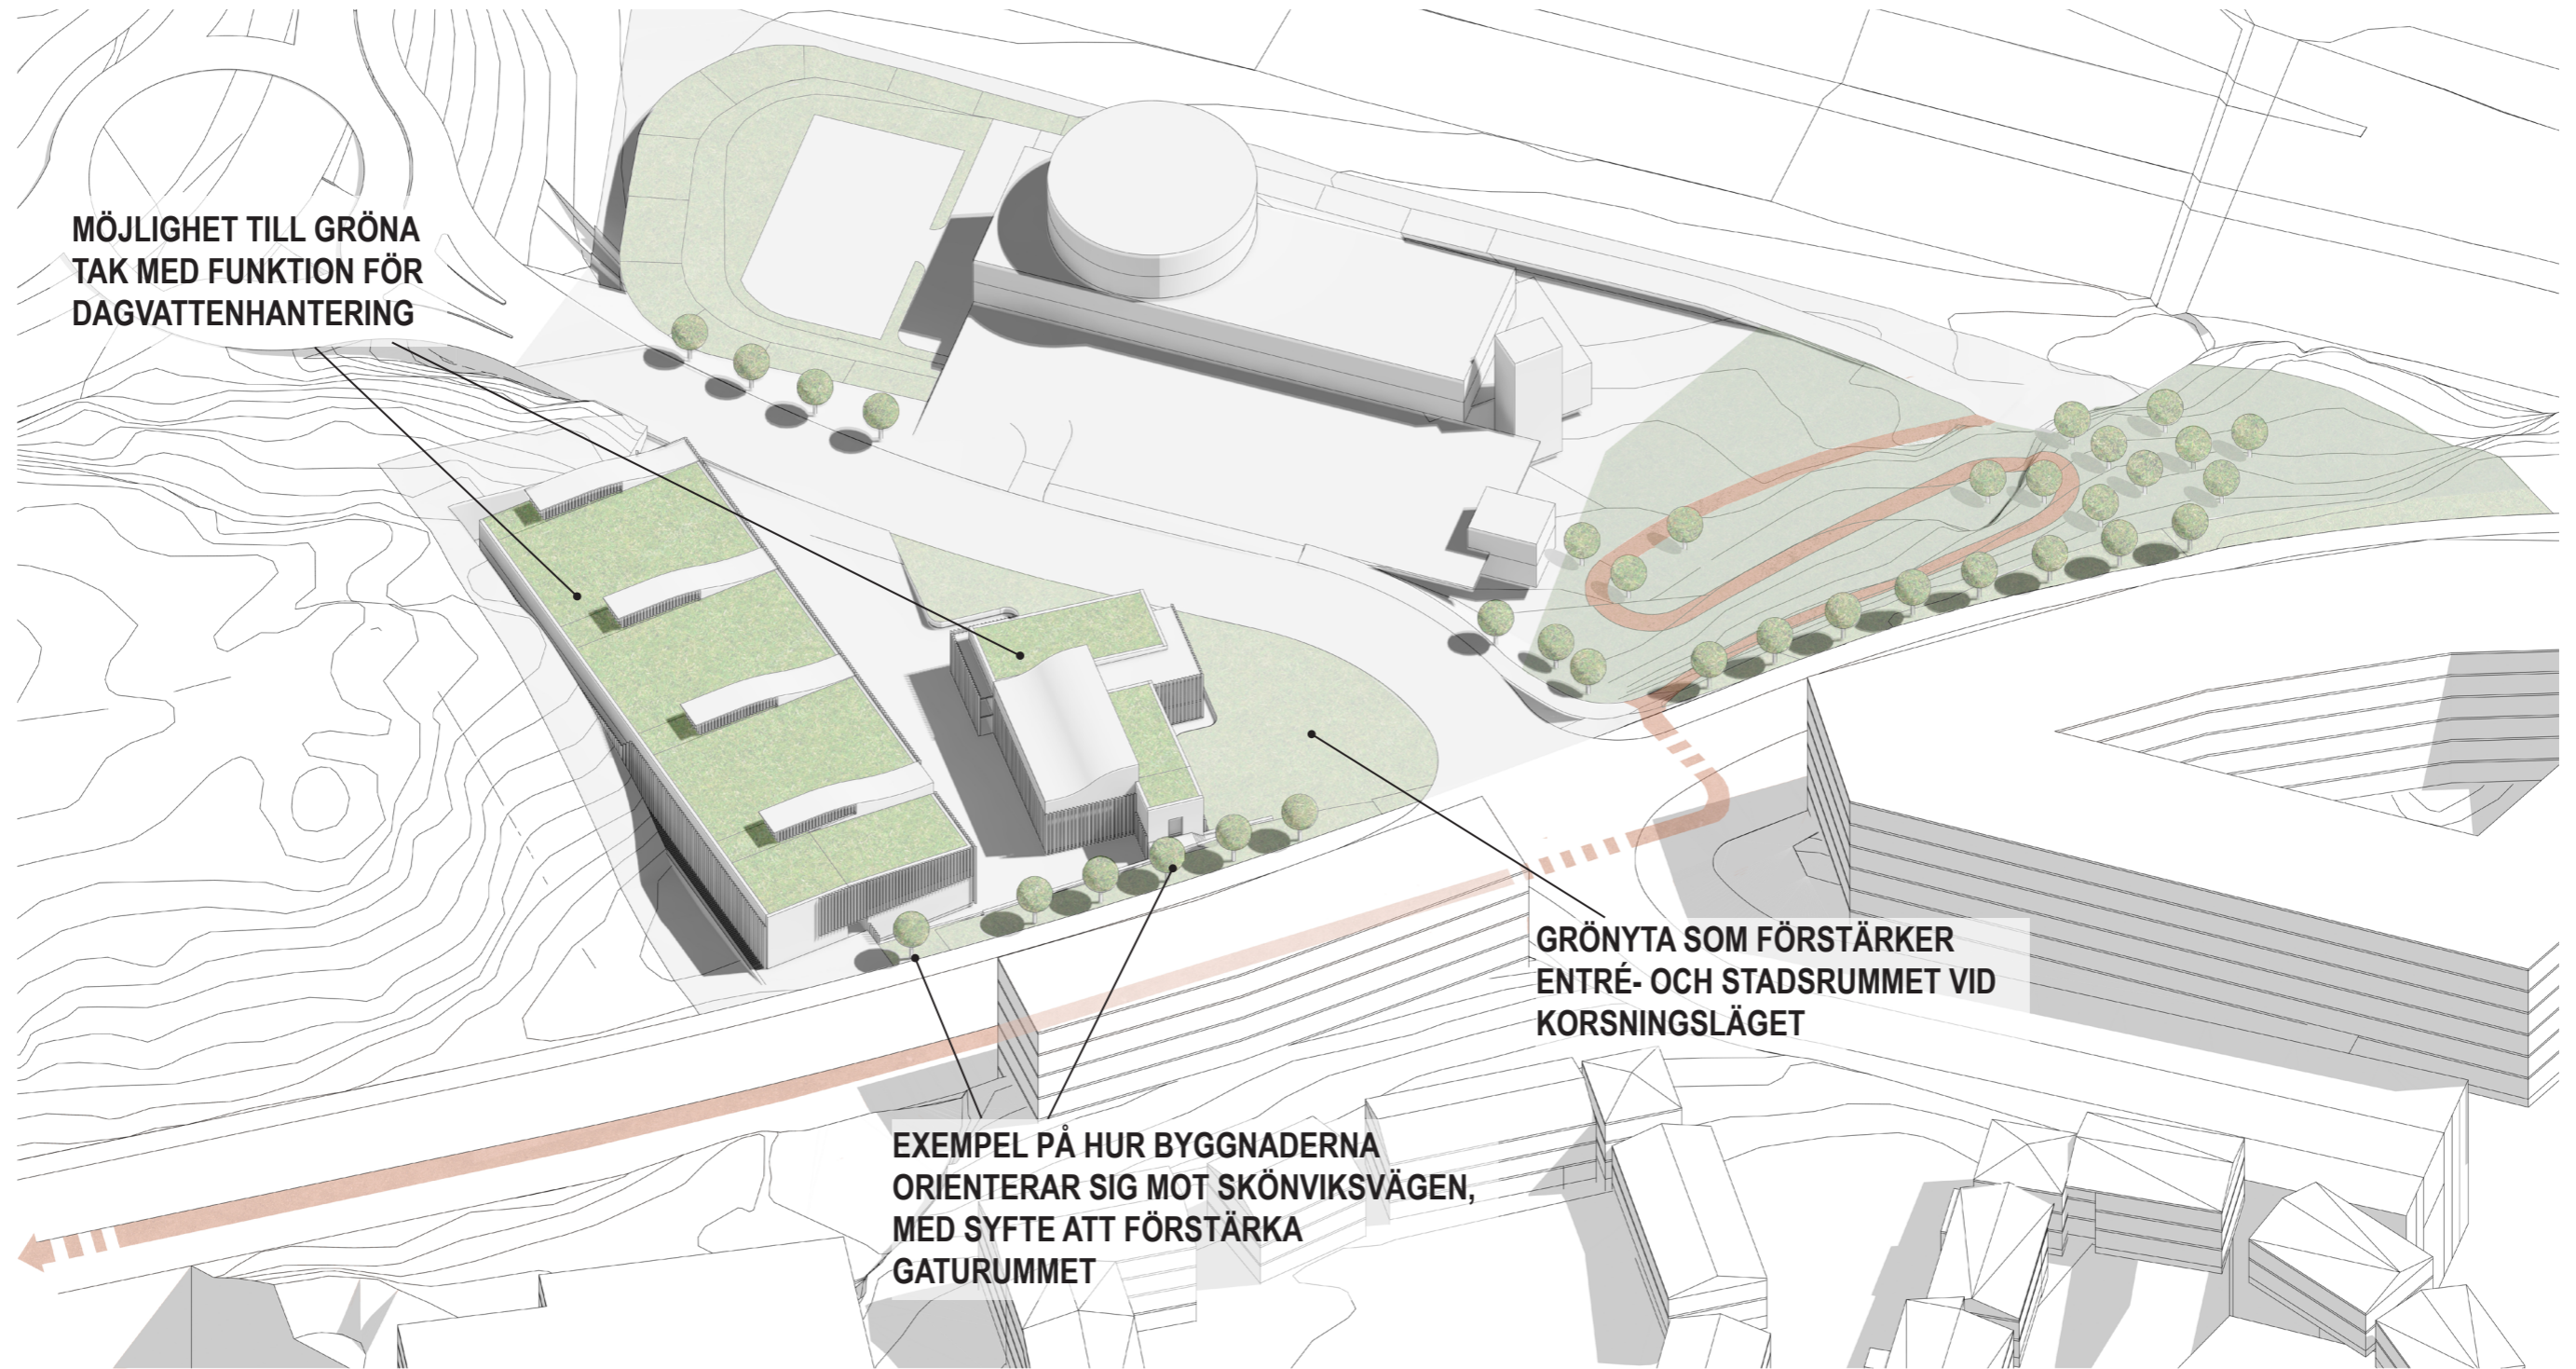 MÖJLIGHET TILL GRÖNA
TAK MED FUNKTION FÖR
DAGVATTENHANTERING
GRÖNYTA SOM FÖRSTÄRKER
ENTRÉ- OCH STADSRUMMET VID
KORSNINGSLÄGET
EXEMPEL PÅ HUR BYGGNADERNA
ORIENTERAR SIG MOT SKÖNVIKSVÄGEN,
MED SYFTE ATT FÖRSTÄRKA
GATURUMMET